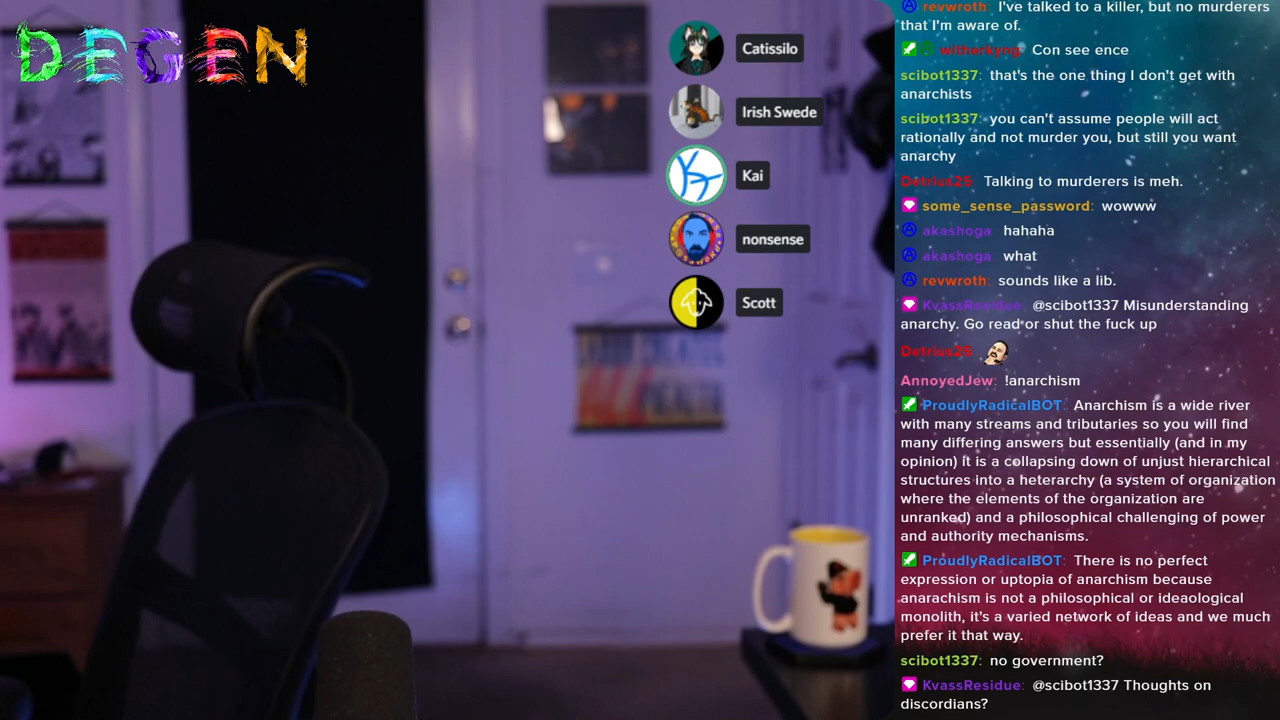 DEGEN
Catissilo
Irish Swede
Kai
nonsense
Scott
revwroth: I've talked to a killer, but no murderers
that I'm aware of.
witherkyng Con see ence
scibot1337: that's the one thing I don't get with
anarchists
scibot1337: you can't assume people will act
rationally and not murder you, but still you want
anarchy
Detrius25 Talking to murderers is meh.
some_sense_password: wowww
akashoga hahaha
akashoga what
revwroth: sounds like a lib.
KvassResidue: @scibot1337 Misunderstanding
anarchy. Go read or shut the fuck up
Detrius25
AnnoyedJew: !anarchism
ProudlyRadicalBOT: Anarchism is a wide river
with many streams and tributaries so you will find
many differing answers but essentially (and in my
opinion) it is a collapsing down of unjust hierarchical
structures into a heterarchy (a system of organization
where the elements of the organization are
unranked) and a philosophical challenging of power
and authority mechanisms.
ProudlyRadicalBOT: There is no perfect
expression or uptopia of anarchism because
anarachism is not a philosophical or ideaological
monolith, it's a varied network of ideas and we much
prefer it that way.
scibot1337: no government?
KvassResidue: @scibot1337 Thoughts on
discordians?